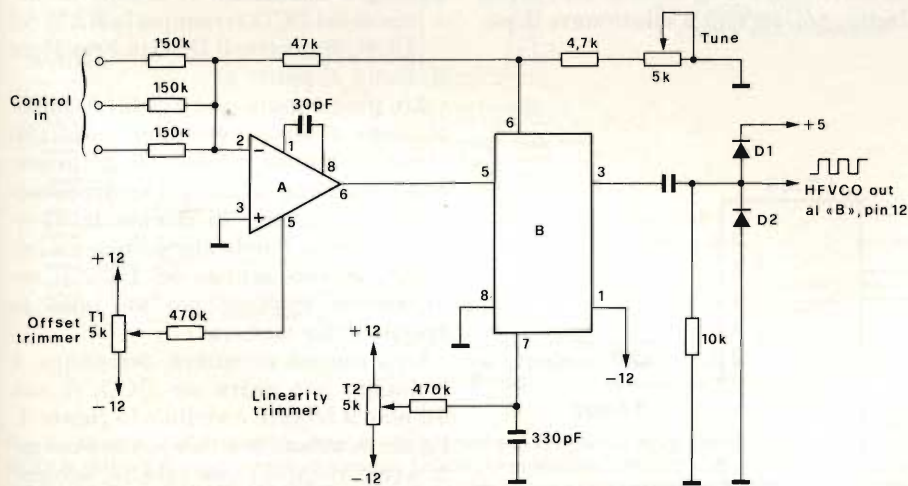 150k
47k
4,7k
Tune
5k
Control
in
150k
30pF
150k
2
1
8
A
6
3
5
6
5
3
B
8
1
7
+5
D1
HFVCO out
al «B», pin 12
D2
+12
-12
Offset
trimmer
T1
5k
470k
-12
+12
Linearity
trimmer
T2
5k
470k
-12
330pF
10k